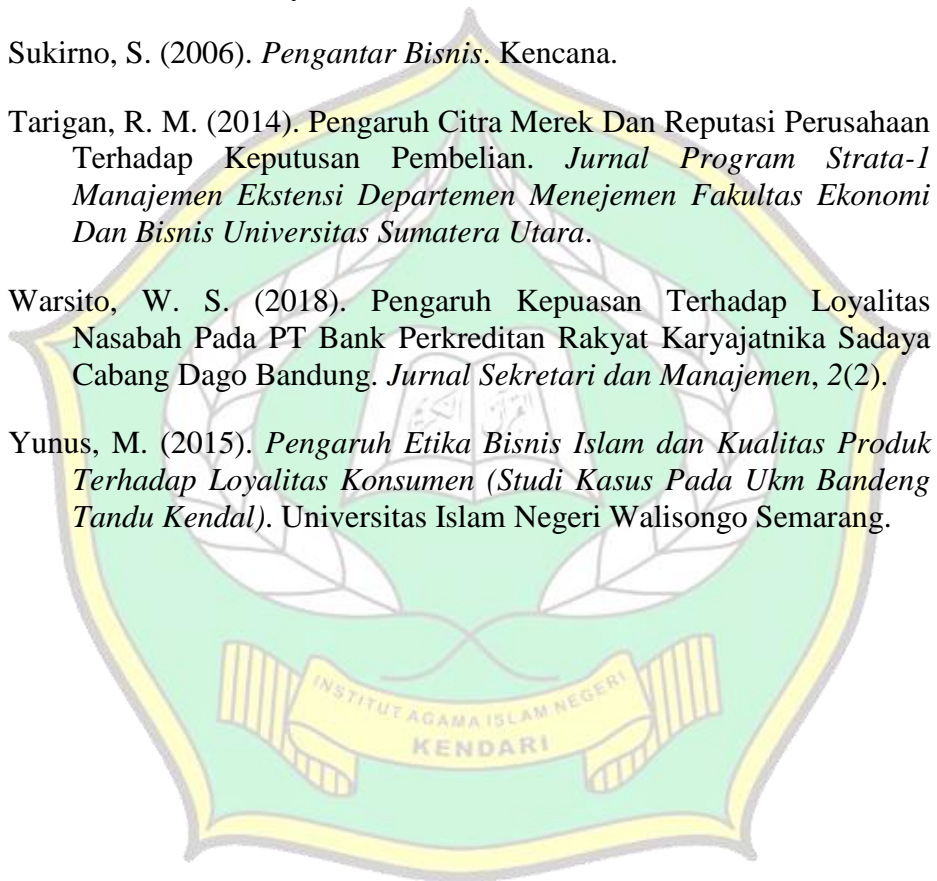 Sukirno, S. (2006). Pengantar Bisnis. Kencana.
Tarigan, R. M. (2014). Pengaruh Citra Merek Dan Reputasi Perusahaan
Terhadap Keputusan Pembelian. Jurnal Program Strata-1
Manajemen Ekstensi Departemen Menejemen Fakultas Ekonomi
Dan Bisnis Universitas Sumatera Utara.
Warsito, W. S. (2018). Pengaruh Kepuasan Terhadap Loyalitas
Nasabah Pada PT Bank Perkreditan Rakyat Karyajatnika Sadaya
Cabang Dago Bandung. Jurnal Sekretari dan Manajemen, 2(2).
Yunus, M. (2015). Pengaruh Etika Bisnis Islam dan Kualitas Produk
Terhadap Loyalitas Konsumen (Studi Kasus Pada Ukm Bandeng
Tandu Kendal). Universitas Islam Negeri Walisongo Semarang.
INSTITUT AGAMA ISLAM NEGERI
KENDARI